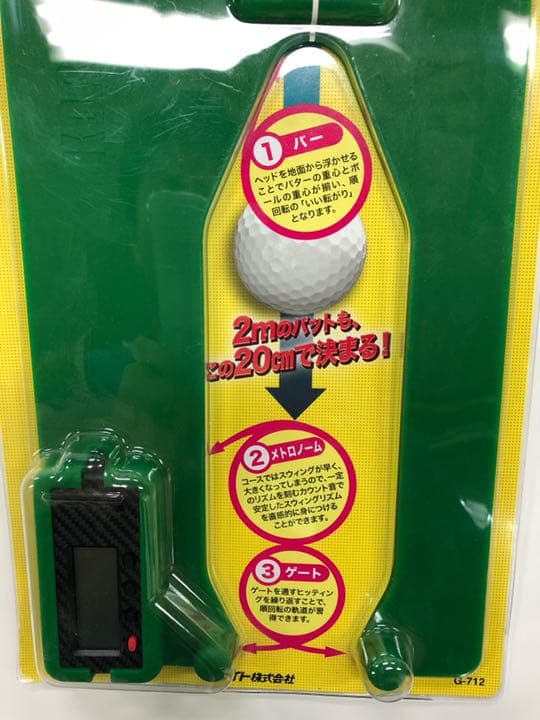 1 バー
ヘッドを地面から浮かせる
ことでパターの重心とボ
ールの重心が揃い、順
回転の「いい転がり」
となります。
2mのパットも、
この20cmで決まる!
2 メトロノーム
コースではスウィングが早く、
大きくなってしまうので、一定
のリズムを刻むカウント音で
安定したスウィングリズム
を直感的に身につける
ことができます。
3 ゲート
ゲートを通すヒッティン
グを繰り返すことで、
順回転の軌道が習
得できます。
イト株式会社
G-712